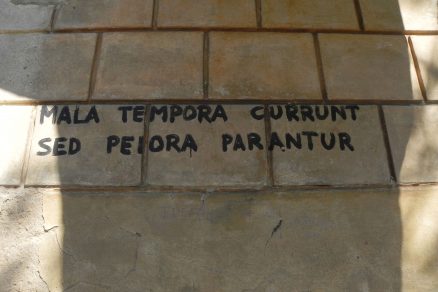 MALA TEMPORA CURRUNT
SED PEIORA PARANTUR